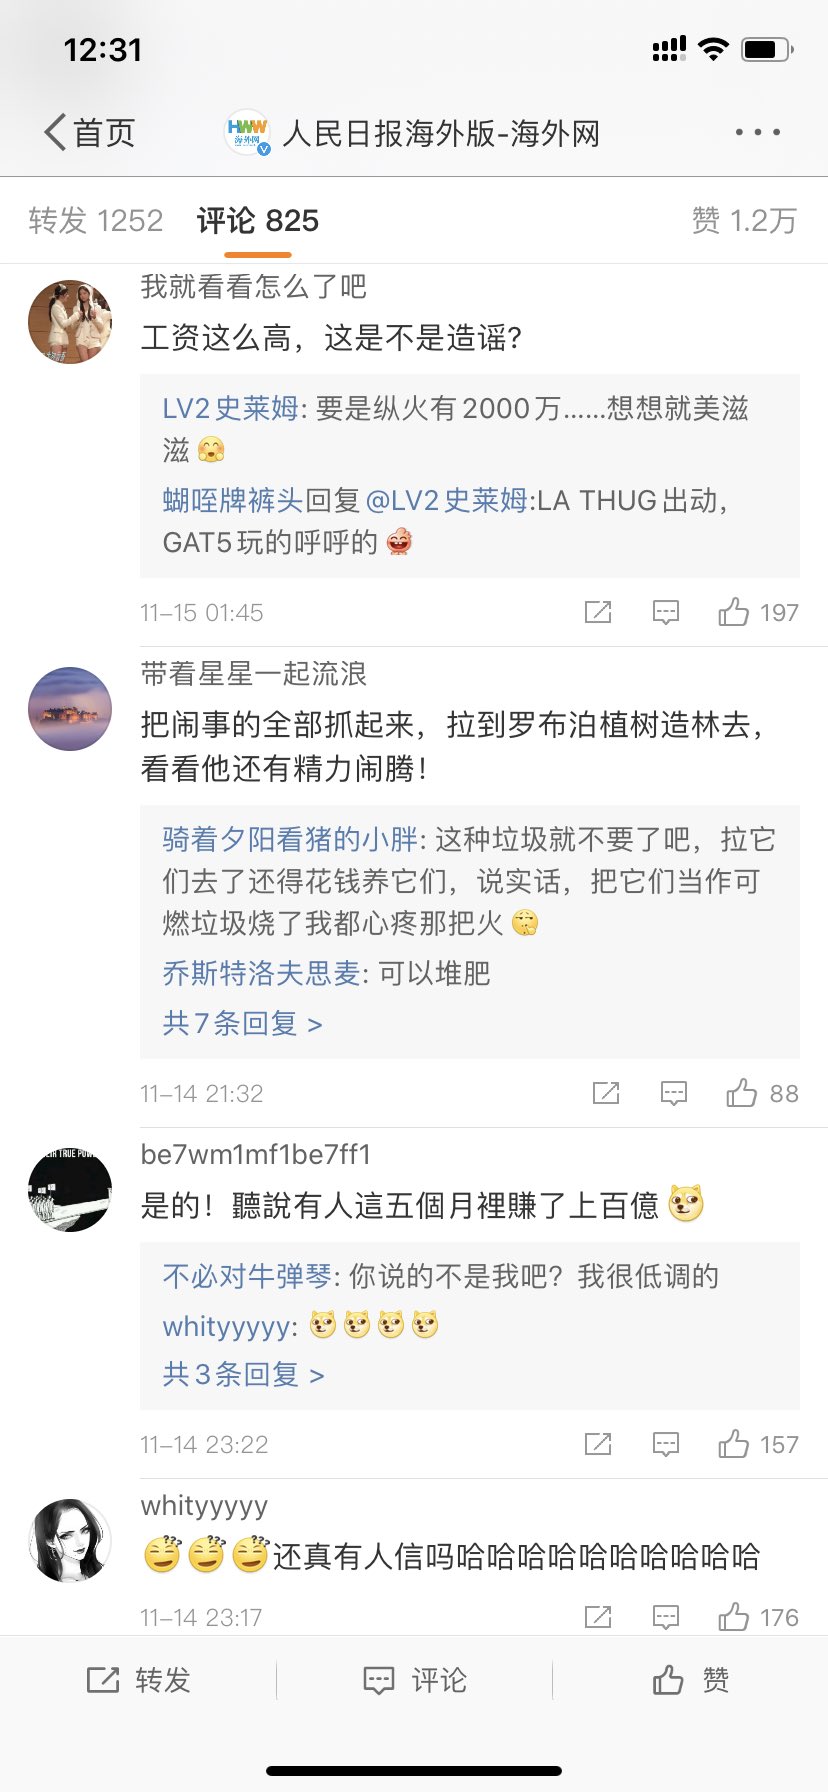 12:31
首页
HWW
海外网
人民日报海外版-海外网
转发 1252
评论 825
赞 1.2万
我就看看怎么了吧
工资这么高，这是不是造谣？
LV2史莱姆: 要是纵火有2000万……想想就美滋
滋
蝴咥牌裤头回复@LV2史莱姆:LA THUG出动，
GAT5玩的呼呼的
11-15 01:45
197
带着星星一起流浪
把闹事的全部抓起来，拉到罗布泊植树造林去，
看看他还有精力闹腾！
骑着夕阳看猪的小胖: 这种垃圾就不要了吧，拉它
们去了还得花钱养它们，说实话，把它们当作可
燃垃圾烧了我都心疼那把火
乔斯特洛夫思麦: 可以堆肥
共7条回复 >
11-14 21:32
88
be7wm1mf1be7ff1
是的！聽說有人這五個月裡賺了上百億
不必对牛弹琴: 你说的不是我吧？我很低调的
whityyyyy:
共3条回复 >
11-14 23:22
157
whityyyyy
还真有人信吗哈哈哈哈哈哈哈哈哈哈
11-14 23:17
176
转发
评论
赞